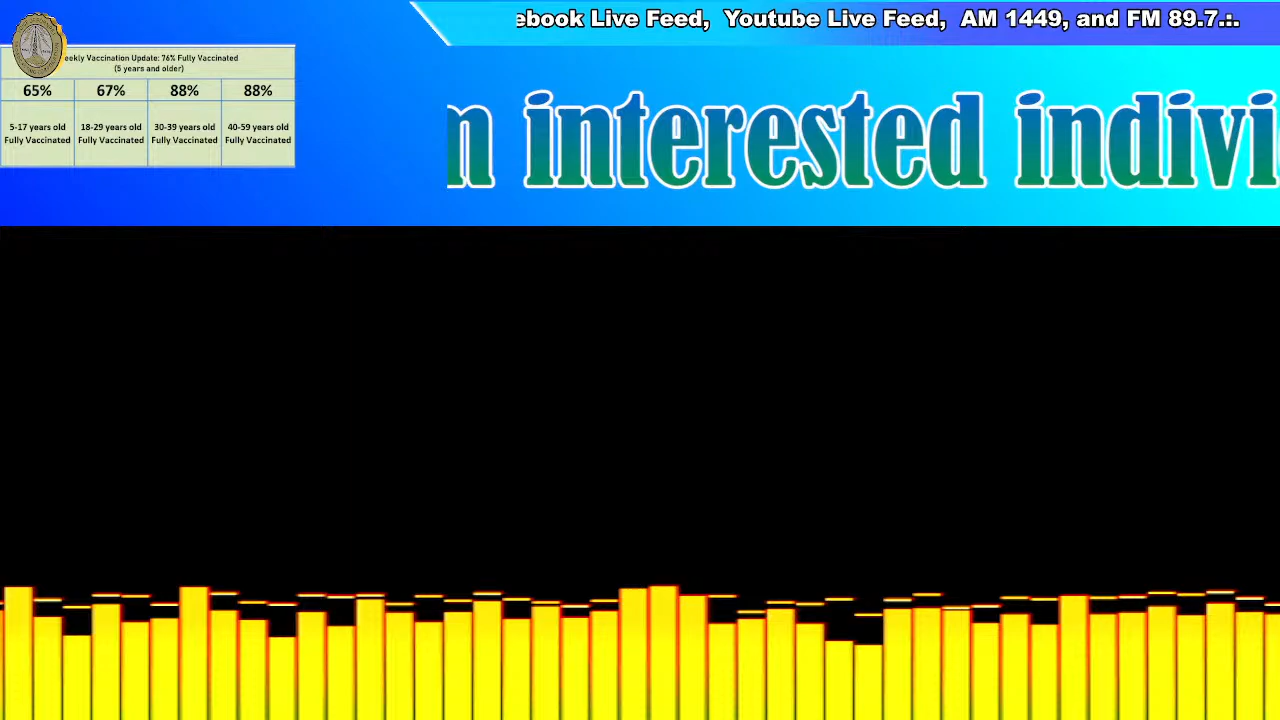 ebook Live Feed, Youtube Live Feed, AM 1449, and FM 89.7.:.
eekly Vaccination Update: 76% Fully Vaccinated
(5 years and older)
65% 67% 88% 88%
5-17 years old 18-29 years old 30-39 years old 40-59 years old
Fully Vaccinated Fully Vaccinated Fully Vaccinated Fully Vaccinated
n interested indivi